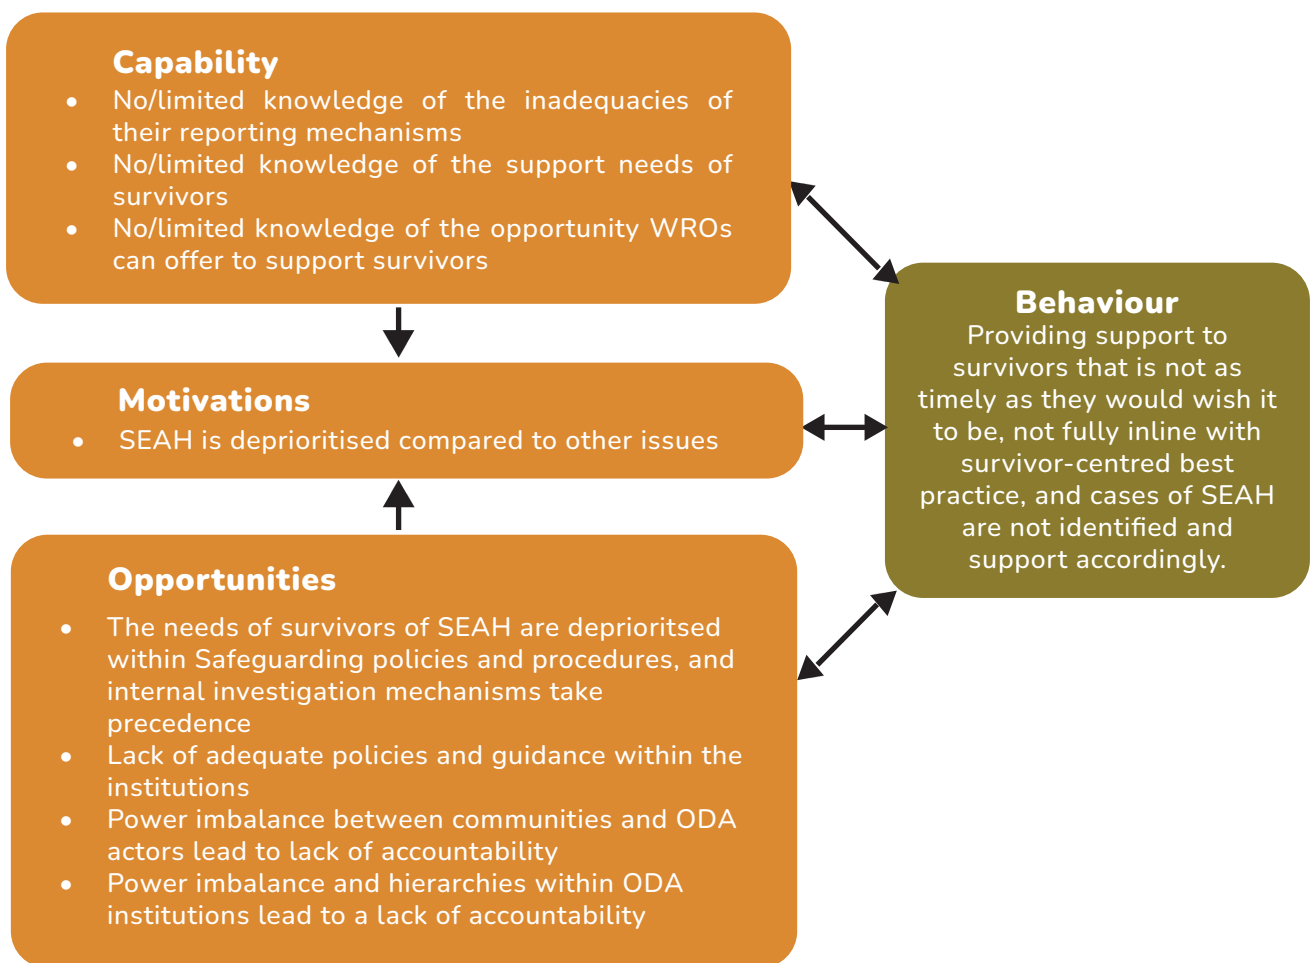 Capability
• No/limited knowledge of the inadequacies of
their reporting mechanisms
• No/limited knowledge of the support needs of
survivors
• No/limited knowledge of the opportunity WROs
can offer to support survivors
Motivations
• SEAH is deprioritised compared to other issues
Opportunities
• The needs of survivors of SEAH are deprioritsed
within Safeguarding policies and procedures, and
internal investigation mechanisms take
precedence
• Lack of adequate policies and guidance within the
institutions
• Power imbalance between communities and ODA
actors lead to lack of accountability
• Power imbalance and hierarchies within ODA
institutions lead to a lack of accountability
Behaviour
Providing support to
survivors that is not as
timely as they would wish it
to be, not fully inline with
survivor-centred best
practice, and cases of SEAH
are not identified and
support accordingly.